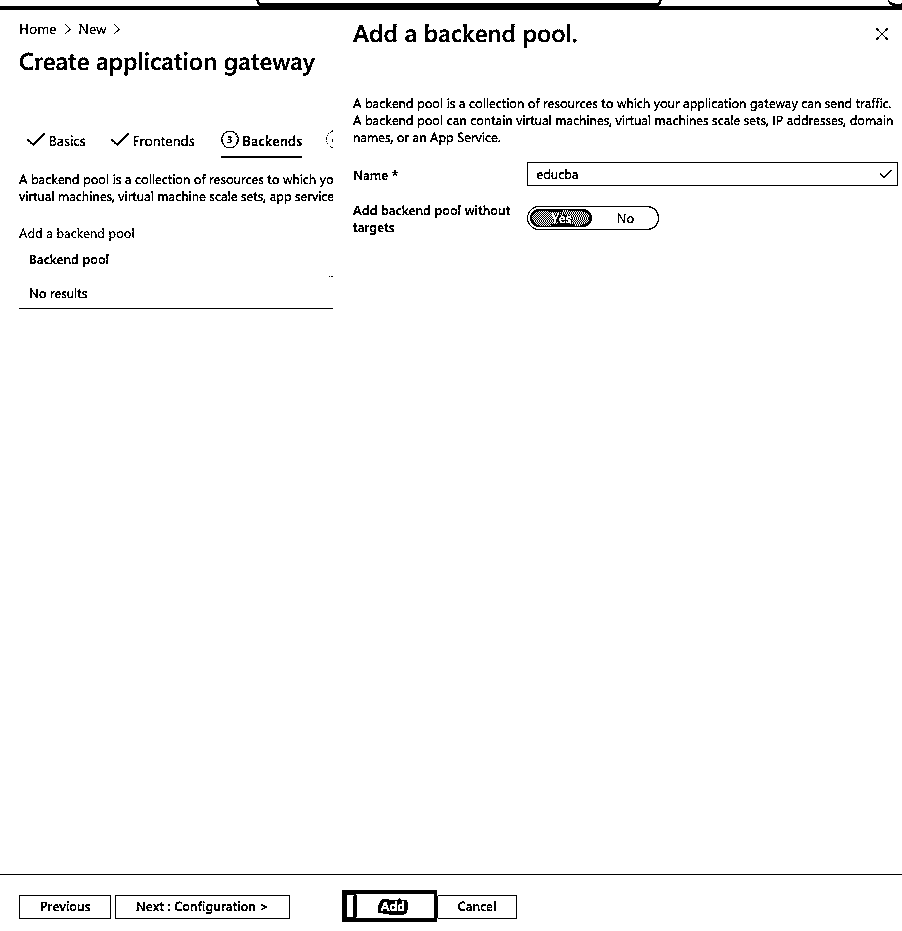 Home > New >
Create application gateway
Basics
Frontends
3 Backends
A backend pool is a collection of resources to which yo
virtual machines, virtual machine scale sets, app service
Add a backend pool
Backend pool
No results
Previous
Next : Configuration >
Add a backend pool.
A backend pool is a collection of resources to which your application gateway can send traffic.
A backend pool can contain virtual machines, virtual machines scale sets, IP addresses, domain
names, or an App Service.
Name *
educba
Add backend pool without
targets
Yes
No
Add
Cancel